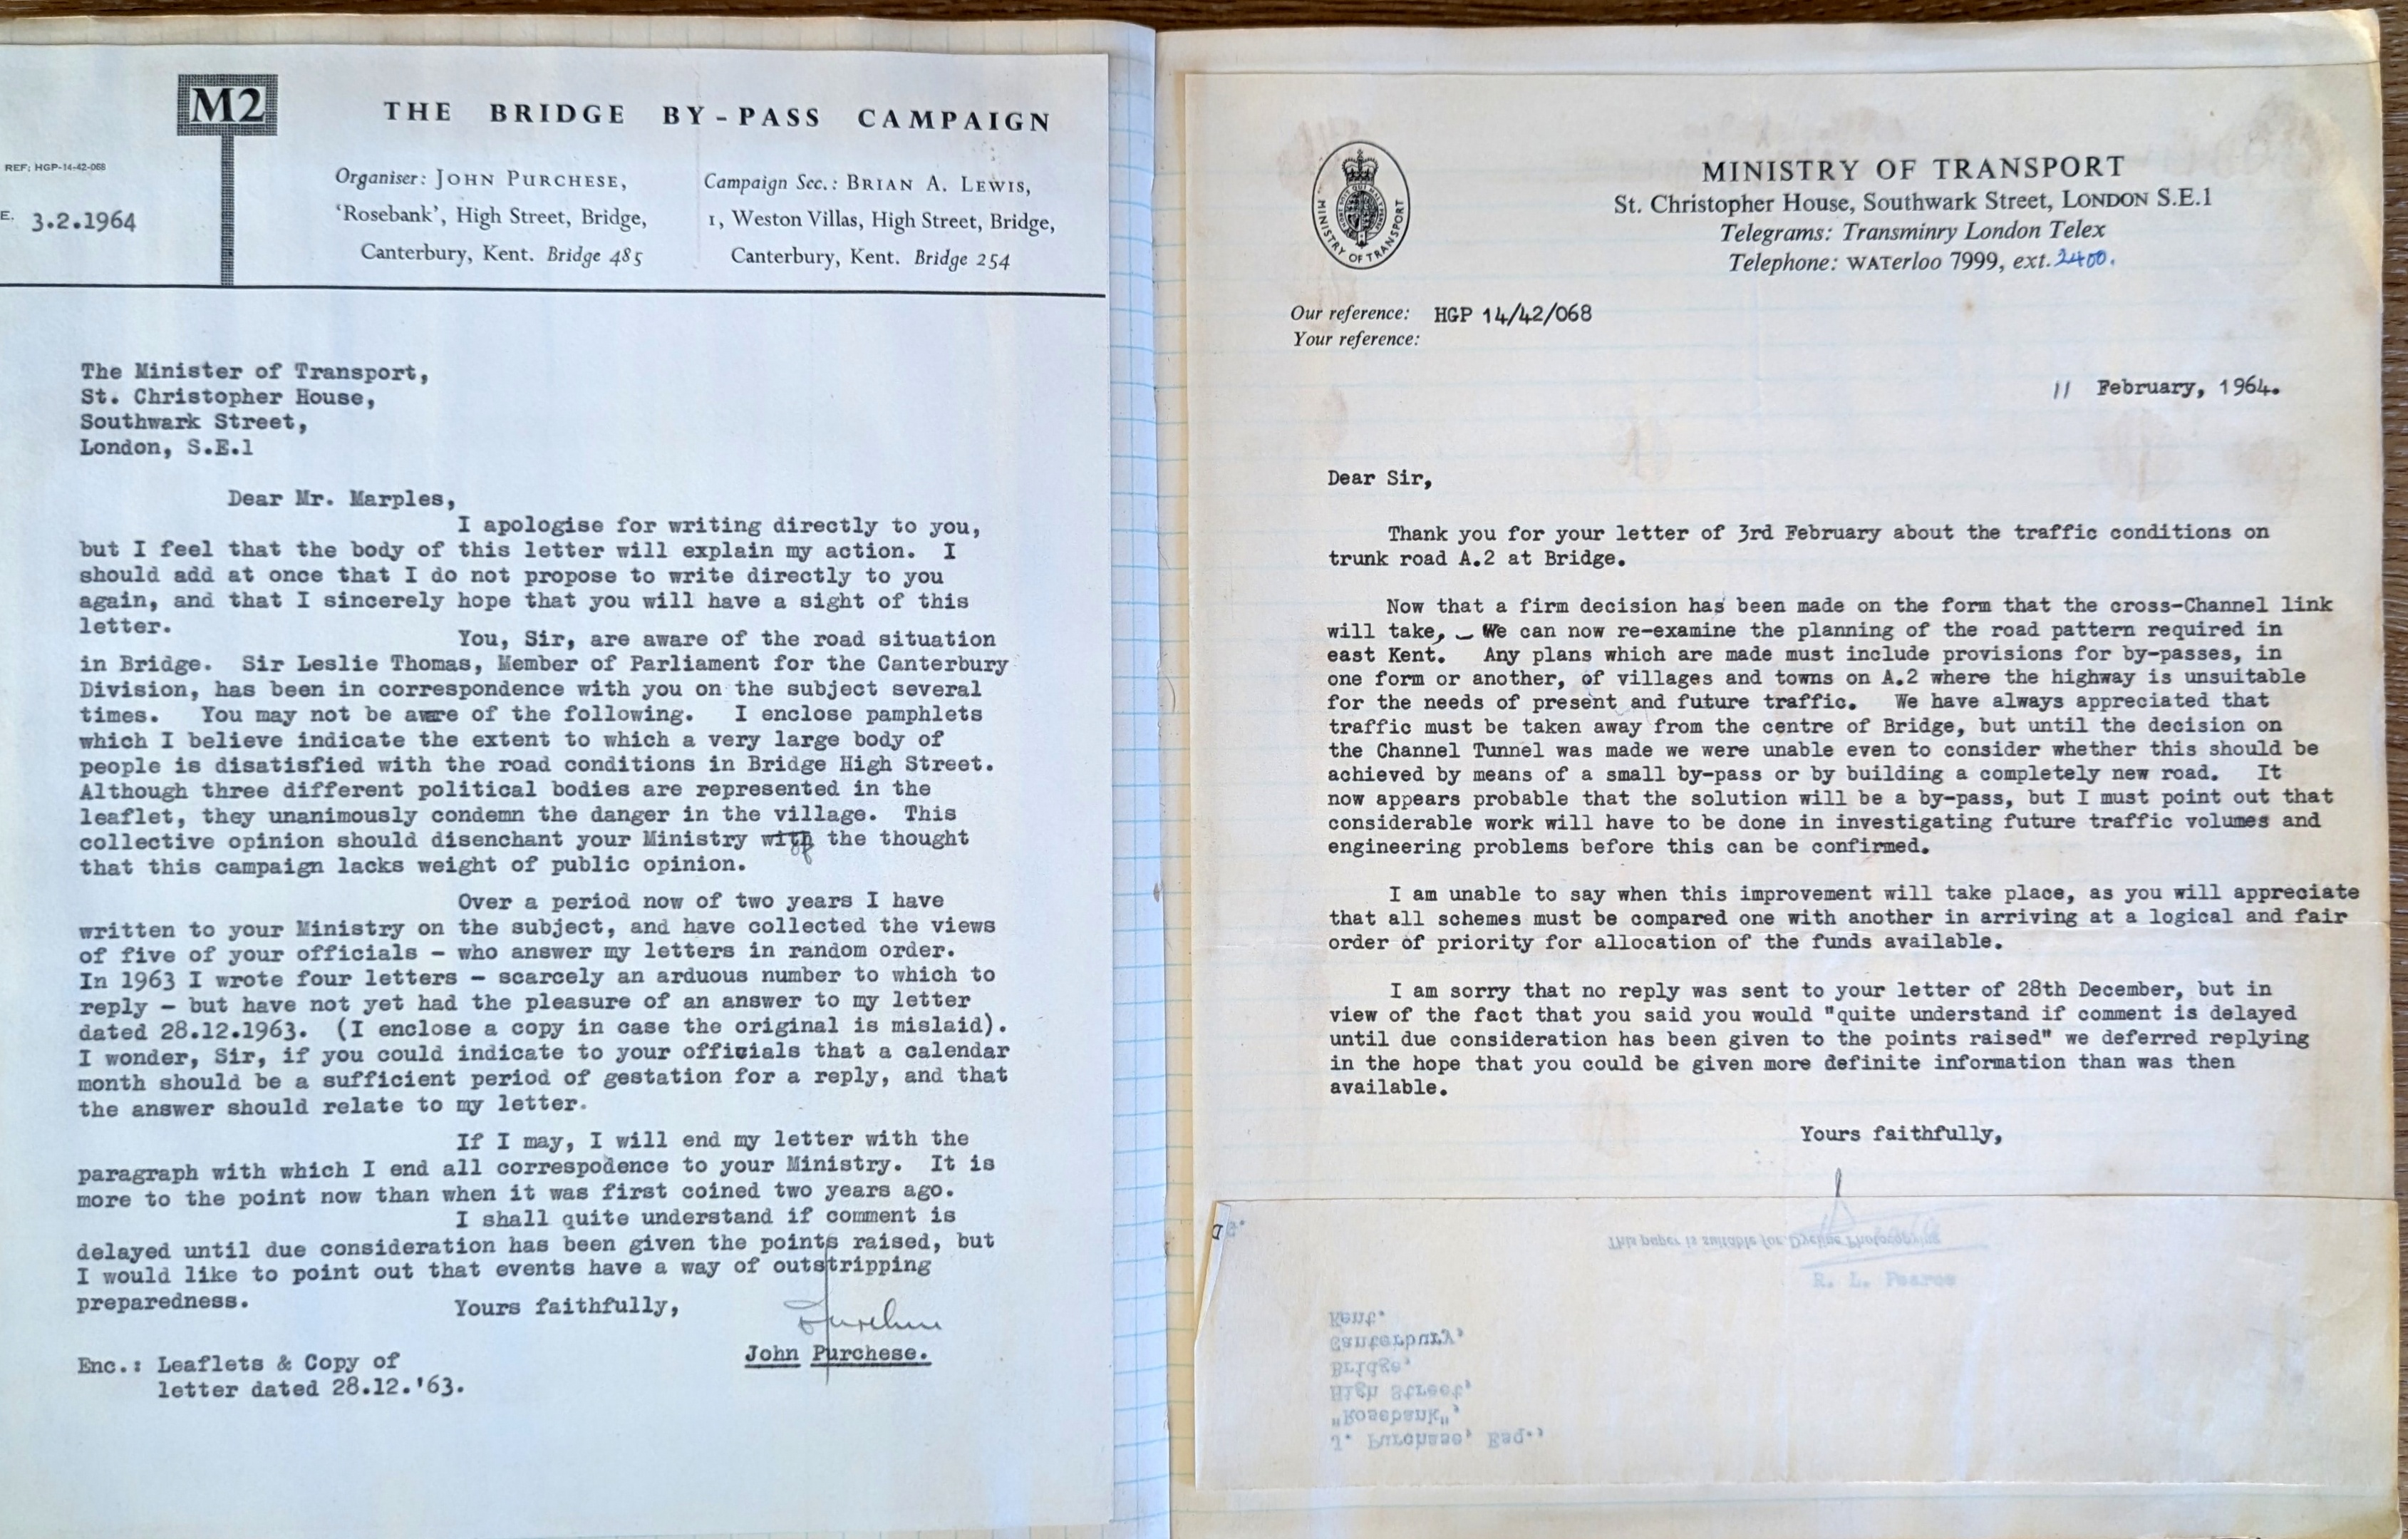 M2
THE BRIDGE BY-PASS CAMPAIGN
REF: HGP-14-42-068
E. 3.2.1964
Organiser: JOHN PURCHESE,
'Rosebank', High Street, Bridge,
Canterbury, Kent. Bridge 485
Campaign Sec.: BRIAN A. LEWIS,
1, Weston Villas, High Street, Bridge,
Canterbury, Kent. Bridge 254
The Minister of Transport,
St. Christopher House,
Southwark Street,
London, S.E.1
Dear Mr. Marples,
I apologise for writing directly to you,
but I feel that the body of this letter will explain my action. I
should add at once that I do not propose to write directly to you
again, and that I sincerely hope that you will have a sight of this
letter.
You, Sir, are aware of the road situation
in Bridge. Sir Leslie Thomas, Member of Parliament for the Canterbury
Division, has been in correspondence with you on the subject several
times. You may not be aware of the following. I enclose pamphlets
which I believe indicate the extent to which a very large body of
people is disatisfied with the road conditions in Bridge High Street.
Although three different political bodies are represented in the
leaflet, they unanimously condemn the danger in the village. This
collective opinion should disenchant your Ministry with of the thought
that this campaign lacks weight of public opinion.
Over a period now of two years I have
written to your Ministry on the subject, and have collected the views
of five of your officials - who answer my letters in random order.
In 1963 I wrote four letters - scarcely an arduous number to which to
reply - but have not yet had the pleasure of an answer to my letter
dated 28.12.1963. (I enclose a copy in case the original is mislaid).
I wonder, Sir, if you could indicate to your officials that a calendar
month should be a sufficient period of gestation for a reply, and that
the answer should relate to my letter.
If I may, I will end my letter with the
paragraph with which I end all correspodence to your Ministry. It is
more to the point now than when it was first coined two years ago.
I shall quite understand if comment is
delayed until due consideration has been given the points raised, but
I would like to point out that events have a way of outstripping
preparedness.
Yours faithfully,
John Purchese.
Enc.: Leaflets & Copy of
letter dated 28.12.'63.
MINISTRY OF TRANSPORT
MINISTRY OF TRANSPORT
St. Christopher House, Southwark Street, LONDON S.E.1
Telegrams: Transminry London Telex
Telephone: WATerloo 7999, ext. 2400.
Our reference: HGP 14/42/068
Your reference:
11 February, 1964.
Dear Sir,
Thank you for your letter of 3rd February about the traffic conditions on
trunk road A.2 at Bridge.
Now that a firm decision has been made on the form that the cross-Channel link
will take, We can now re-examine the planning of the road pattern required in
east Kent. Any plans which are made must include provisions for by-passes, in
one form or another, of villages and towns on A.2 where the highway is unsuitable
for the needs of present and future traffic. We have always appreciated that
traffic must be taken away from the centre of Bridge, but until the decision on
the Channel Tunnel was made we were unable even to consider whether this should be
achieved by means of a small by-pass or by building a completely new road. It
now appears probable that the solution will be a by-pass, but I must point out that
considerable work will have to be done in investigating future traffic volumes and
engineering problems before this can be confirmed.
I am unable to say when this improvement will take place, as you will appreciate
that all schemes must be compared one with another in arriving at a logical and fair
order of priority for allocation of the funds available.
I am sorry that no reply was sent to your letter of 28th December, but in
view of the fact that you said you would "quite understand if comment is delayed
until due consideration has been given to the points raised" we deferred replying
in the hope that you could be given more definite information than was then
available.
Yours faithfully,
This paper is suitable for Dyeline Photocopying
R. L. Pearce
Kent.
Canterbury,
Bridge,
High Street,
"Rosebank",
J. Purchase, Esq.,